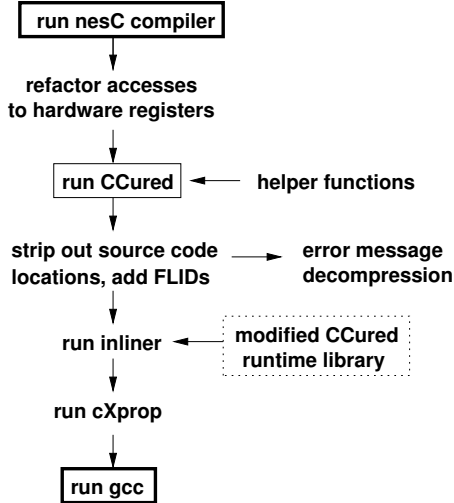 run nesC compiler
refactor accesses
to hardware registers
run CCured
helper functions
strip out source code
locations, add FLIDs
error message
decompression
run inliner
modified CCured
runtime library
run cXprop
run gcc